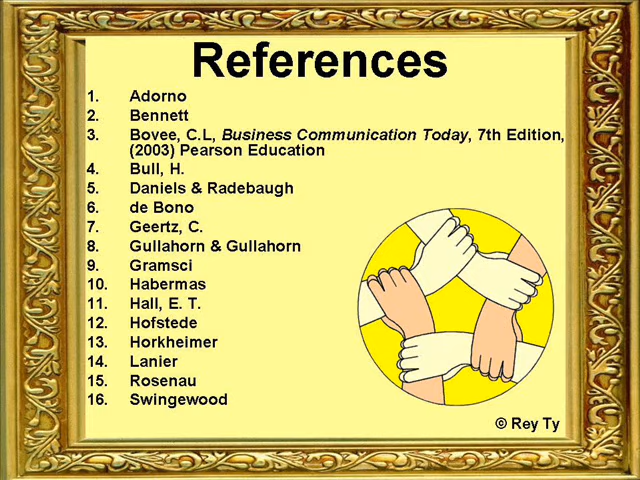 References
1. Adorno
2. Bennett
3. Bovee, C.L, Business Communication Today, 7th Edition,
(2003) Pearson Education
4. Bull, H.
5. Daniels & Radebaugh
6. de Bono
7. Geertz, C.
8. Gullahorn & Gullahorn
9. Gramsci
10. Habermas
11. Hall, E. T.
12. Hofstede
13. Horkheimer
14. Lanier
15. Rosenau
16. Swingewood
© Rey Ty